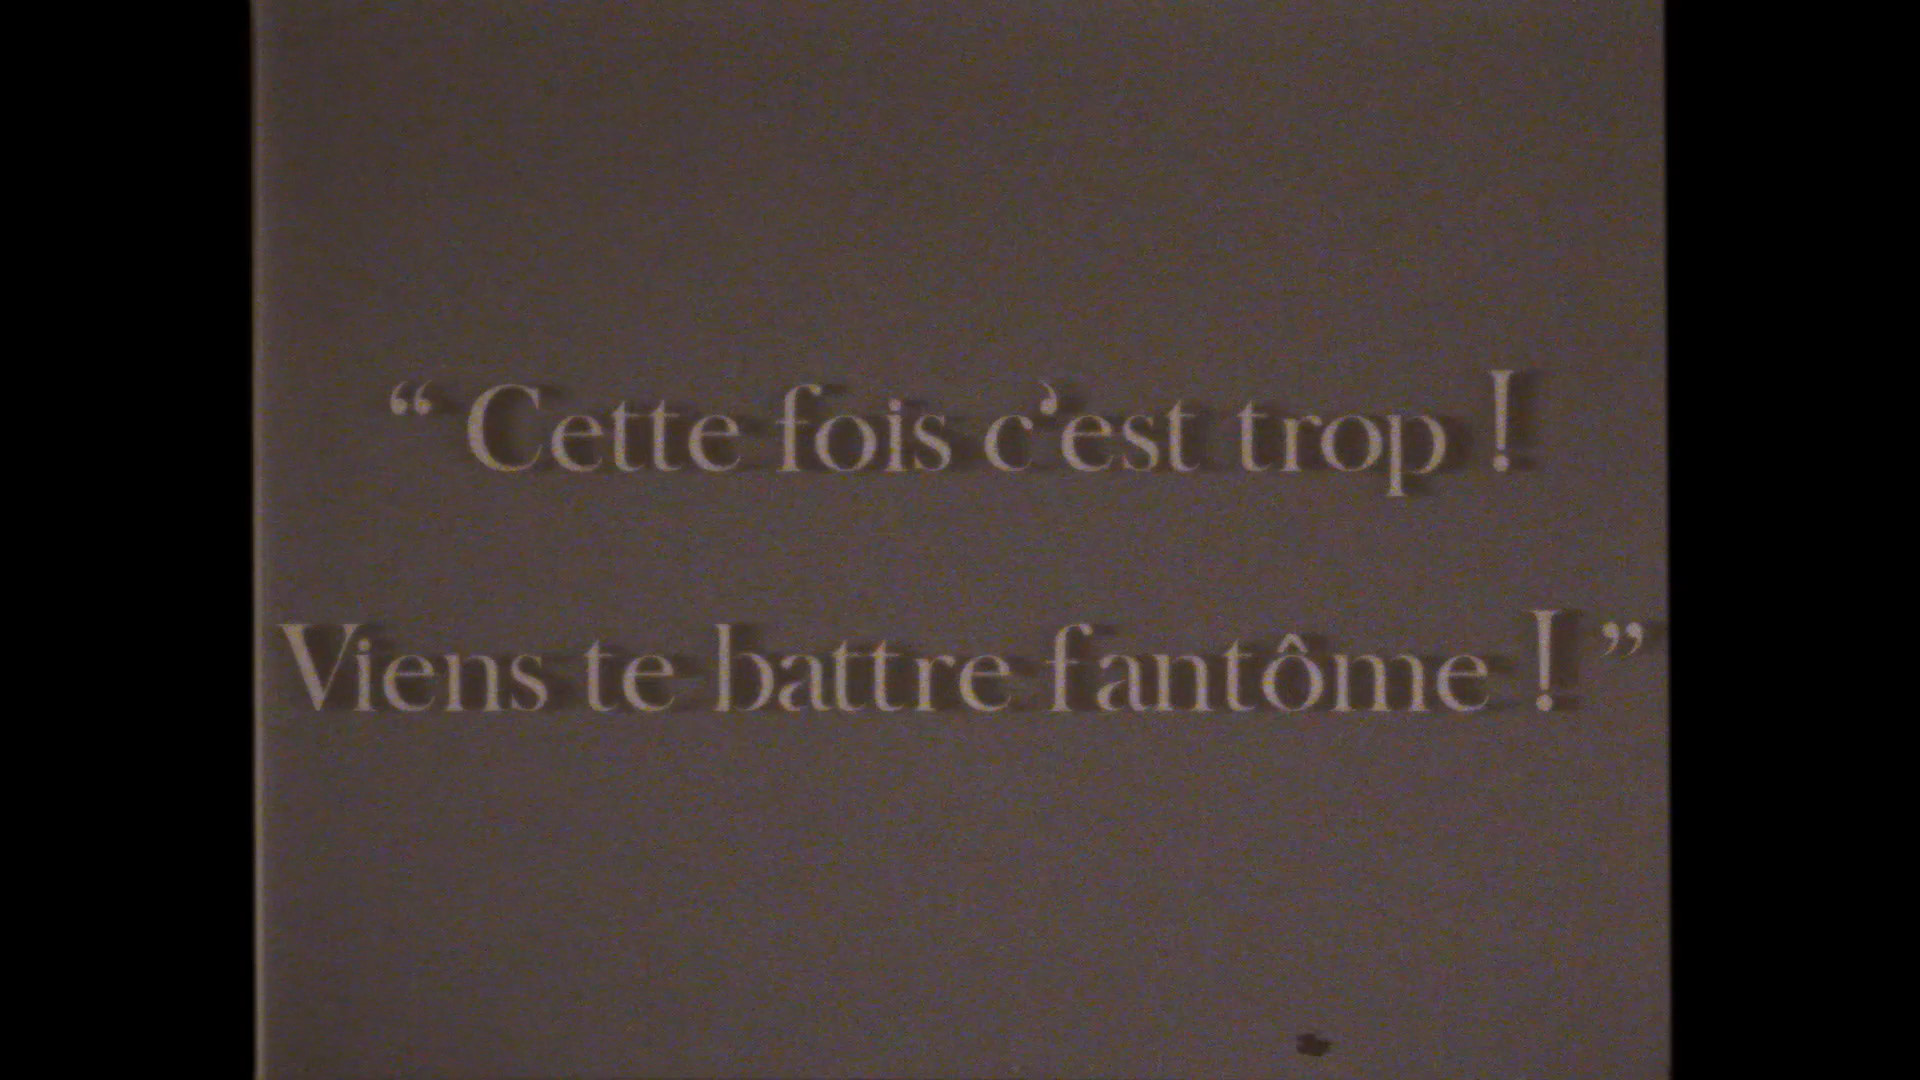 “ Cette fois c’est trop !
Viens te battre fantôme ! ”